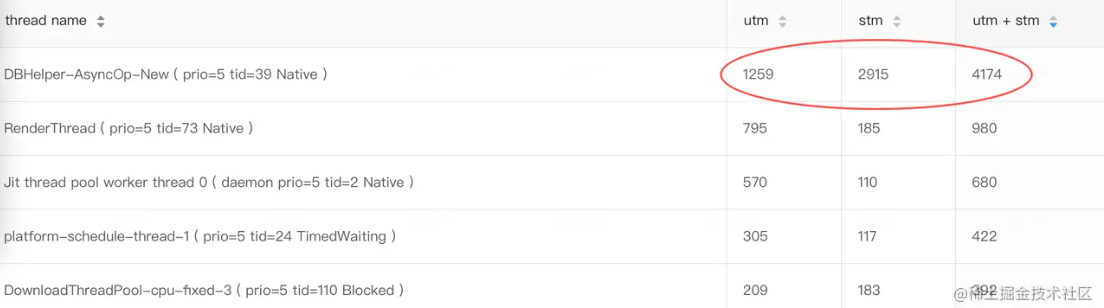 thread name utm stm utm + stm
DBHelper-AsyncOp-New ( prio=5 tid=39 Native ) 1259 2915 4174
RenderThread ( prio=5 tid=73 Native ) 795 185 980
Jit thread pool worker thread 0 ( daemon prio=5 tid=2 Native ) 570 110 680
platform-schedule-thread-1 ( prio=5 tid=24 TimedWaiting ) 305 117 422
DownloadThreadPool-cpu-fixed-3 ( prio=5 tid=110 Blocked ) 209 183 392
@稀土掘金技术社区